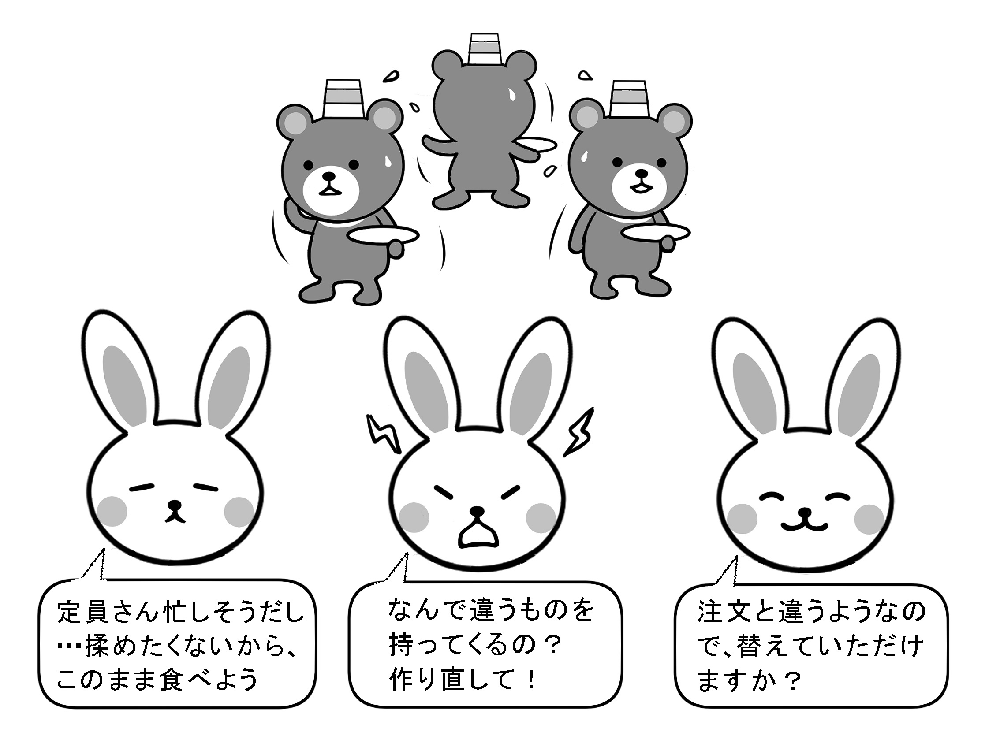 定員さん忙しそうだし
…揉めたくないから、
このまま食べよう
なんで違うものを
持ってくるの？
作り直して！
注文と違うようなの
で、替えていただけ
ますか？